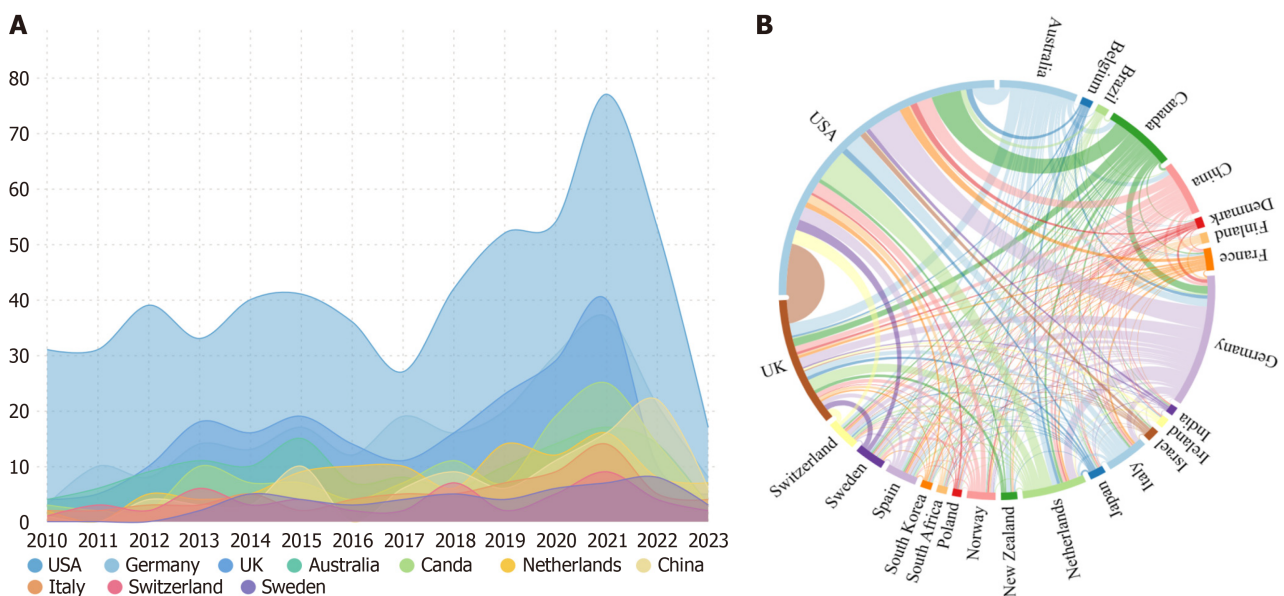 A
80
70
60
50
40
30
20
10
0
2010 2011 2012 2013 2014 2015 2016 2017 2018 2019 2020 2021 2022 2023
USA Germany UK Australia Canda Netherlands China
Italy Switzerland Sweden
B
Australia
Belgium
Brazil
Canada
China
Denmark
Finland
France
Germany
India
Ireland
Israel
Italy
Japan
Netherlands
New Zealand
Norway
Poland
South Africa
South Korea
Spain
Sweden
Switzerland
UK
USA